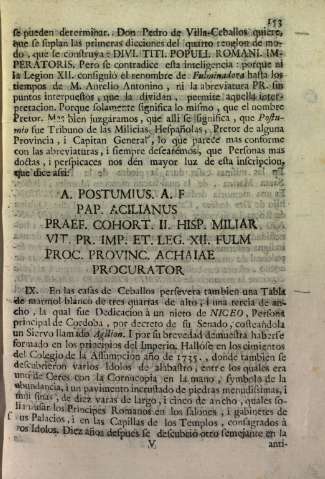 153
se pueden determinar. Don Pedro de Villa-Ceballos quiere,
que se suplan las primeras dicciones del quarto renglon de mo-
do, que se construya: DIVI. TITI. POPULI. ROMANI. IM-
PERATORIS. Pero se contradice esta inteligencia: porque ni
la Legion XII. consiguiò el renombre de Fulminadora hasta los
tiempos de M. Aurelio Antonino, ni la abreviatura PR. sin
puntos interpuestos, que la dividan, permite aquella inter-
pretacion. Porque solamente significa lo mismo, que el nombre
Pretor. Mas bien juzgàramos, que alli se significa, que Postu-
mio fue Tribuno de las Milicias, Hespañolas, Pretor de alguna
Provincia, i Capitan General, lo que parece mas conforme
con las abreviaturas, i siempre deseàremos, que Personas mas
doctas, i perspicaces nos dèn mayor luz de esta inscripcion,
que dice assi:
A. POSTUMIUS. A. F
PAP. ACILIANUS
PRAEF. COHORT. II. HISP. MILIAR
VIT. PR. IMP. ET. LEG. XII. FULM
PROC. PROVINC. ACHAIAE
PROCURATOR
IX. En las casas de Ceballos persevera tambien una Tabla
de marmol blanco de tres quartas de alto, i una tercia de an-
cho, la qual fue Dedicacion à un nieto de NICEO, Persona
principal de Cordoba, por decreto de su Senado, costeandola
un Siervo llamado Agilion. I por su brevedad demuestra haberse
formado en los principios del Imperio. Hallòse en los cimientos
del Colegio de la Assumpcion año de 1735., donde tambien se
descubrieron varios Idolos de alabastro, entre los quales era
uno de Ceres con la Cornucopia en la mano, symbolo de la
abundancia, i un pavimento incrustado de piedras menudissimas, i
mui finas, de diez varas de largo, i cinco de ancho, quales so-
lian usar los Principes Romanos en los salones, i gabinetes de
sus Palacios, i en las Capillas de los Templos, consagrados à
sos Idolos. Diez años despues se descubriò otro semejante en la
V. anti-